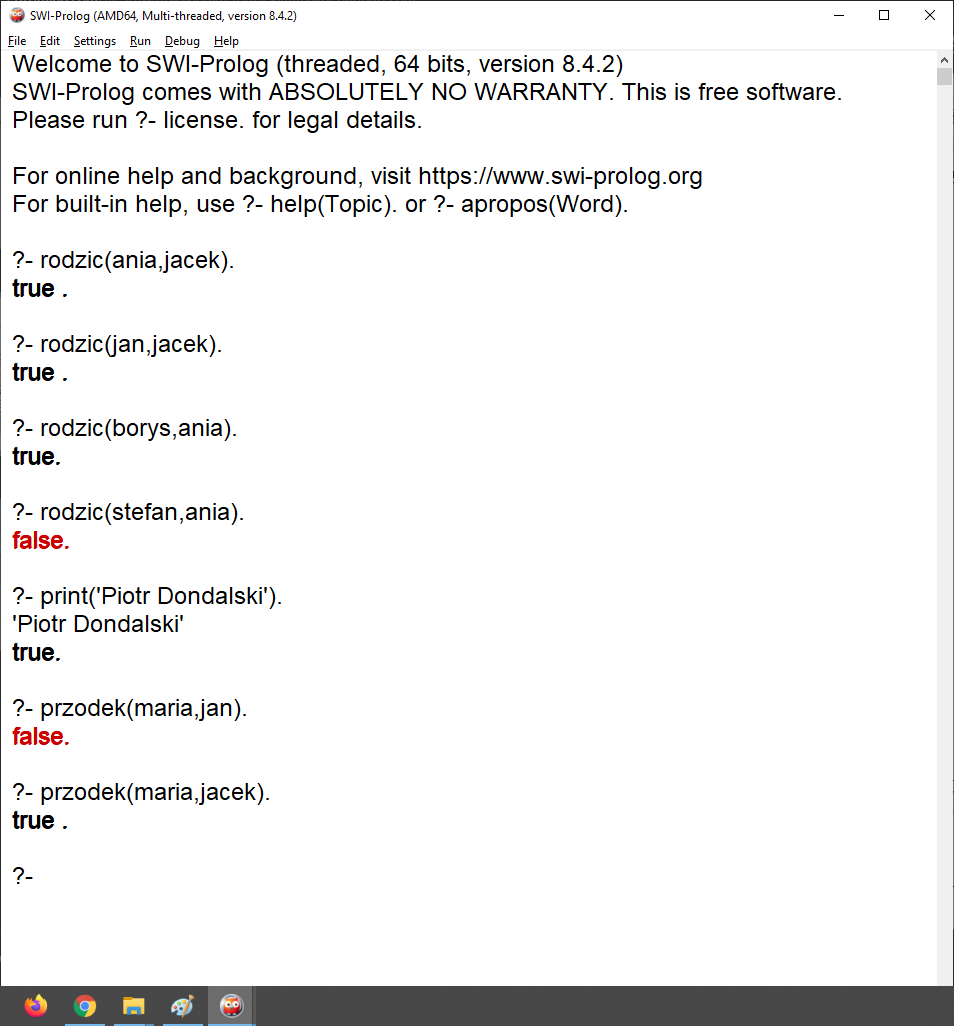 SWI-Prolog (AMD64, Multi-threaded, version 8.4.2)
File Edit Settings Run Debug Help
Welcome to SWI-Prolog (threaded, 64 bits, version 8.4.2)
SWI-Prolog comes with ABSOLUTELY NO WARRANTY. This is free software.
Please run ?- license. for legal details.
For online help and background, visit https://www.swi-prolog.org
For built-in help, use ?- help(Topic). or ?- apropos(Word).
?- rodzic(ania,jacek).
true .
?- rodzic(jan,jacek).
true .
?- rodzic(borys,ania).
true.
?- rodzic(stefan,ania).
false.
?- print('Piotr Dondalski').
'Piotr Dondalski'
true.
?- przodek(maria,jan).
false.
?- przodek(maria,jacek).
true .
?-